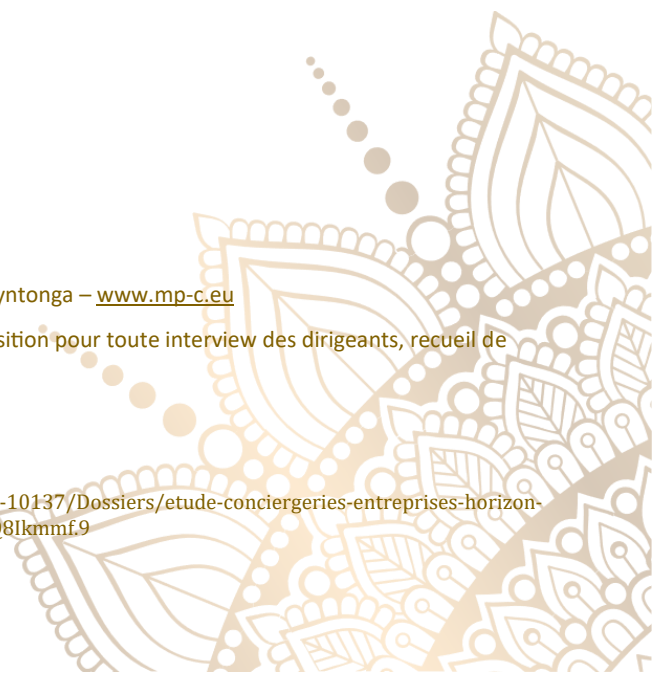 yntonga – www.mp-c.eu
sition pour toute interview des dirigeants, recueil de
-10137/Dossiers/etude-conciergeries-entreprises-horizon-
8Ikmmf.9